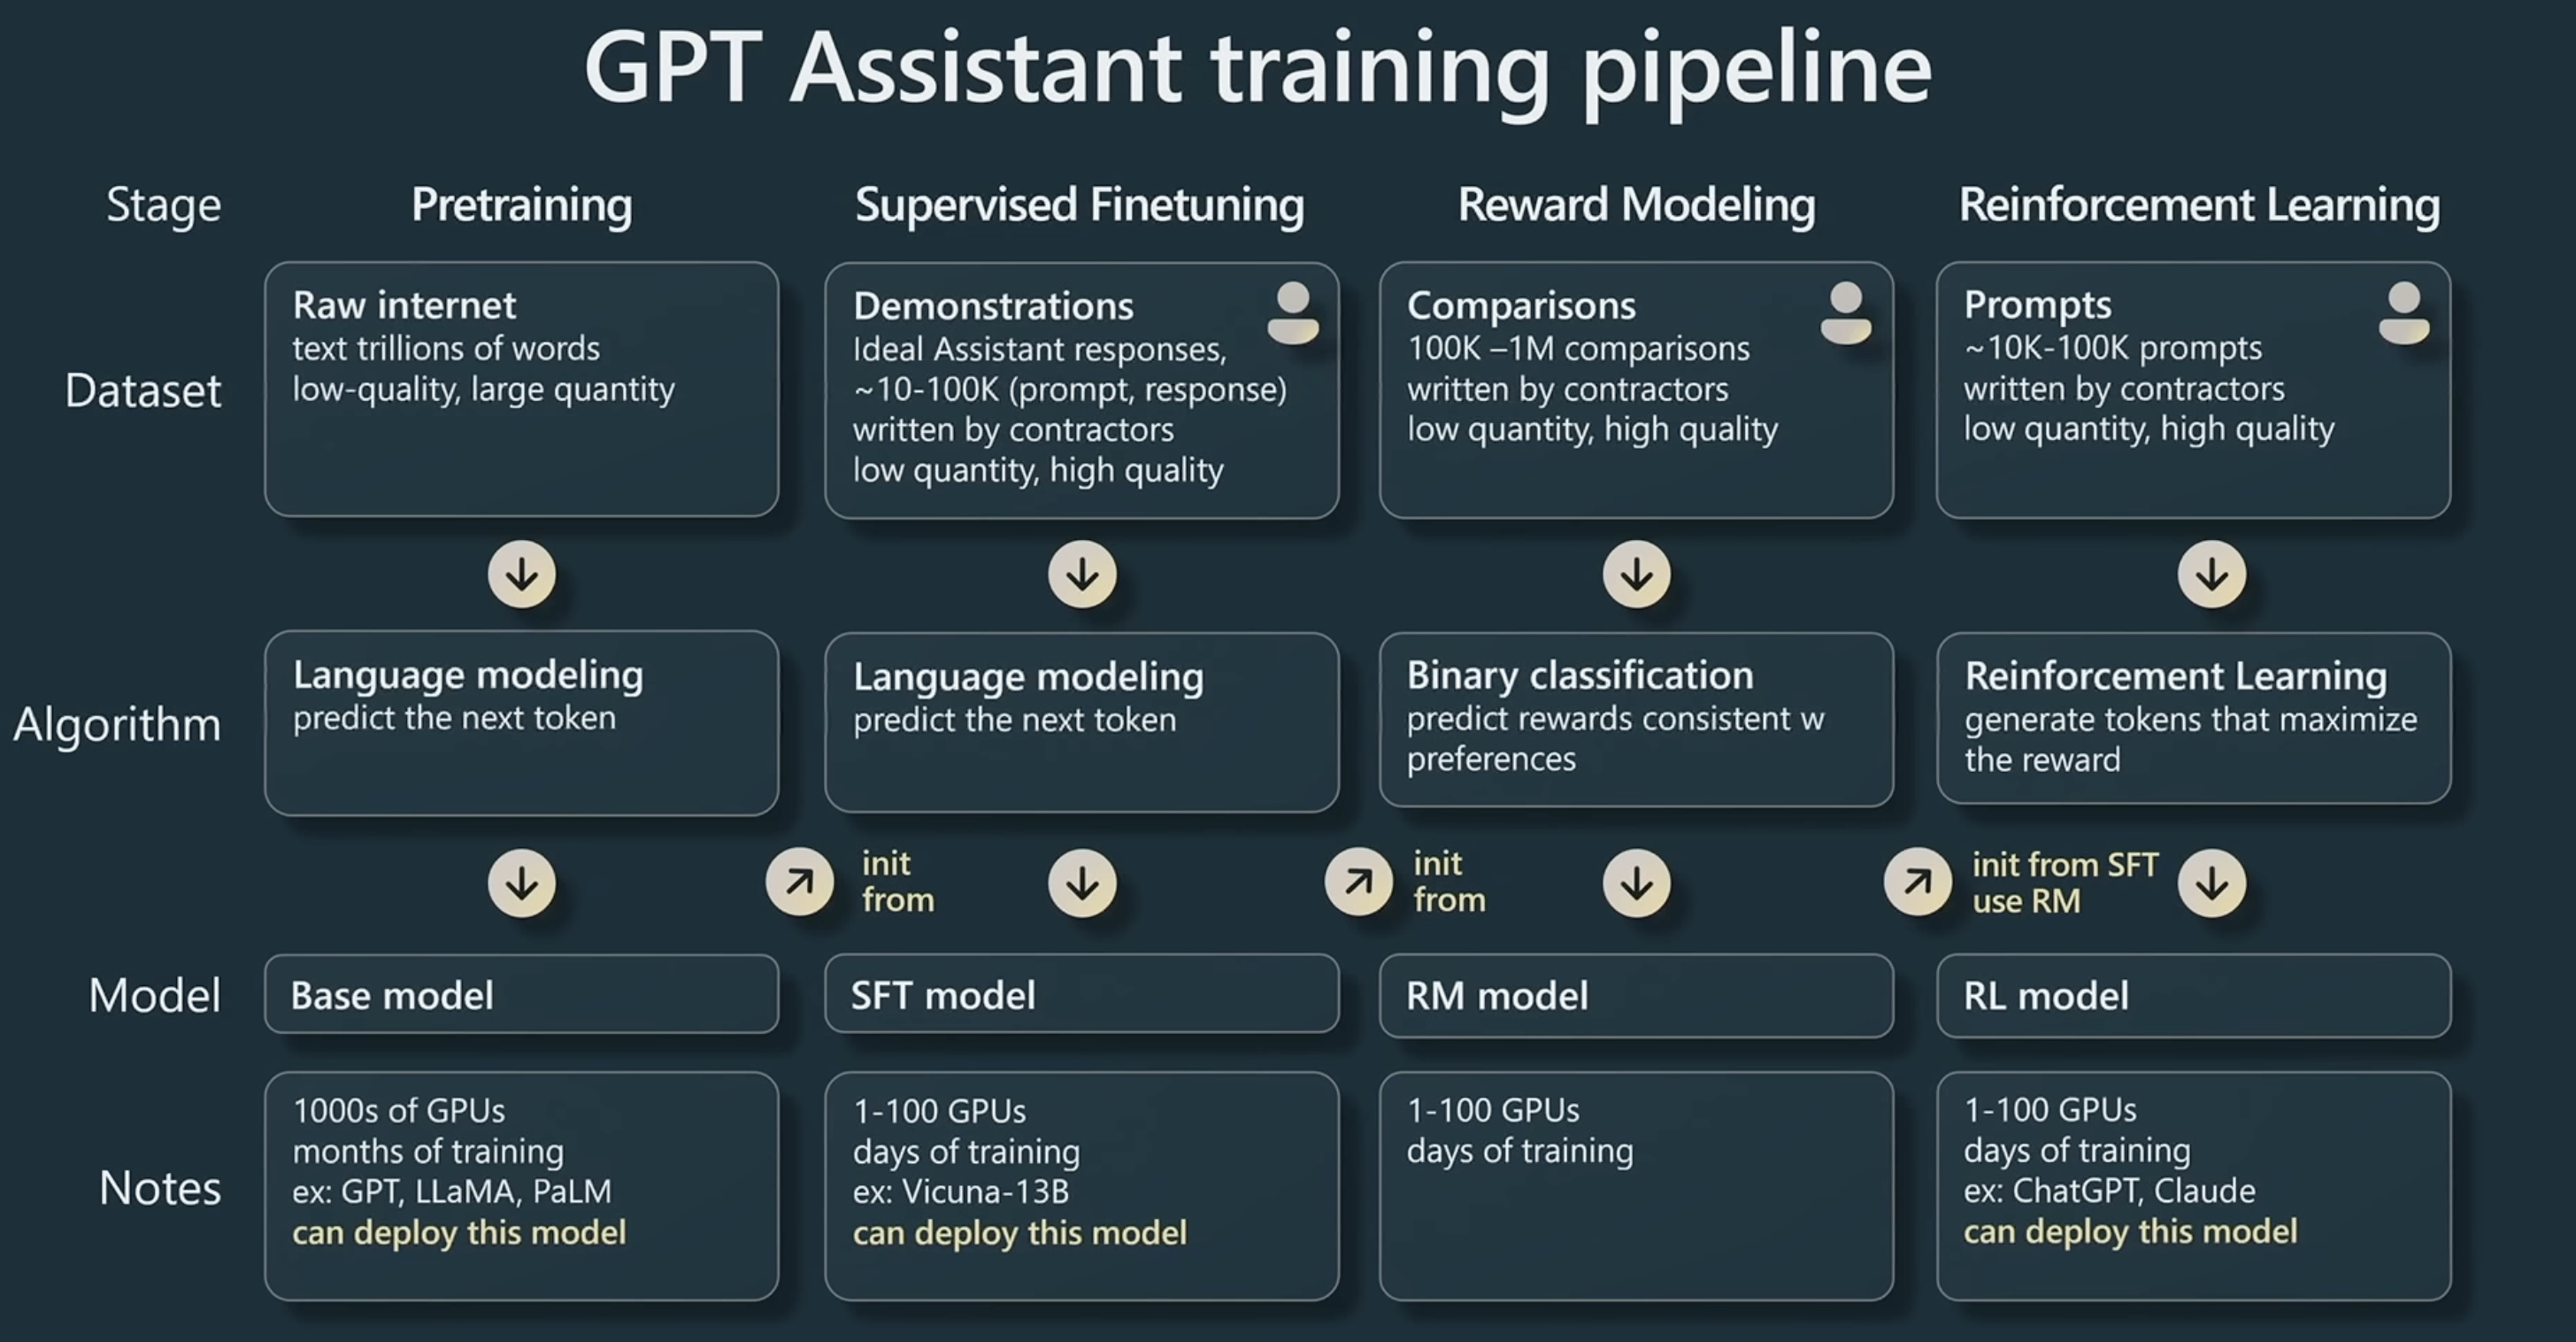 GPT Assistant training pipeline
Stage
Pretraining
Supervised Finetuning
Reward Modeling
Reinforcement Learning
Dataset
Raw internet
text trillions of words
low-quality, large quantity
Demonstrations
Ideal Assistant responses,
~10-100K (prompt, response)
written by contractors
low quantity, high quality
Comparisons
100K –1M comparisons
written by contractors
low quantity, high quality
Prompts
~10K-100K prompts
written by contractors
low quantity, high quality
Algorithm
Language modeling
predict the next token
Language modeling
predict the next token
Binary classification
predict rewards consistent w
preferences
Reinforcement Learning
generate tokens that maximize
the reward
init
from
init
from
init from SFT
use RM
Model
Base model
SFT model
RM model
RL model
Notes
1000s of GPUs
months of training
ex: GPT, LLaMA, PaLM
can deploy this model
1-100 GPUs
days of training
ex: Vicuna-13B
can deploy this model
1-100 GPUs
days of training
1-100 GPUs
days of training
ex: ChatGPT, Claude
can deploy this model